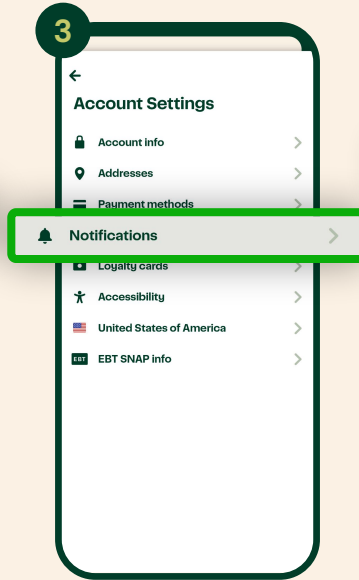 3
Account Settings
Account info
Addresses
Payment methods
Notifications
Loyalty cards
Accessibility
United States of America
EBT EBT SNAP info